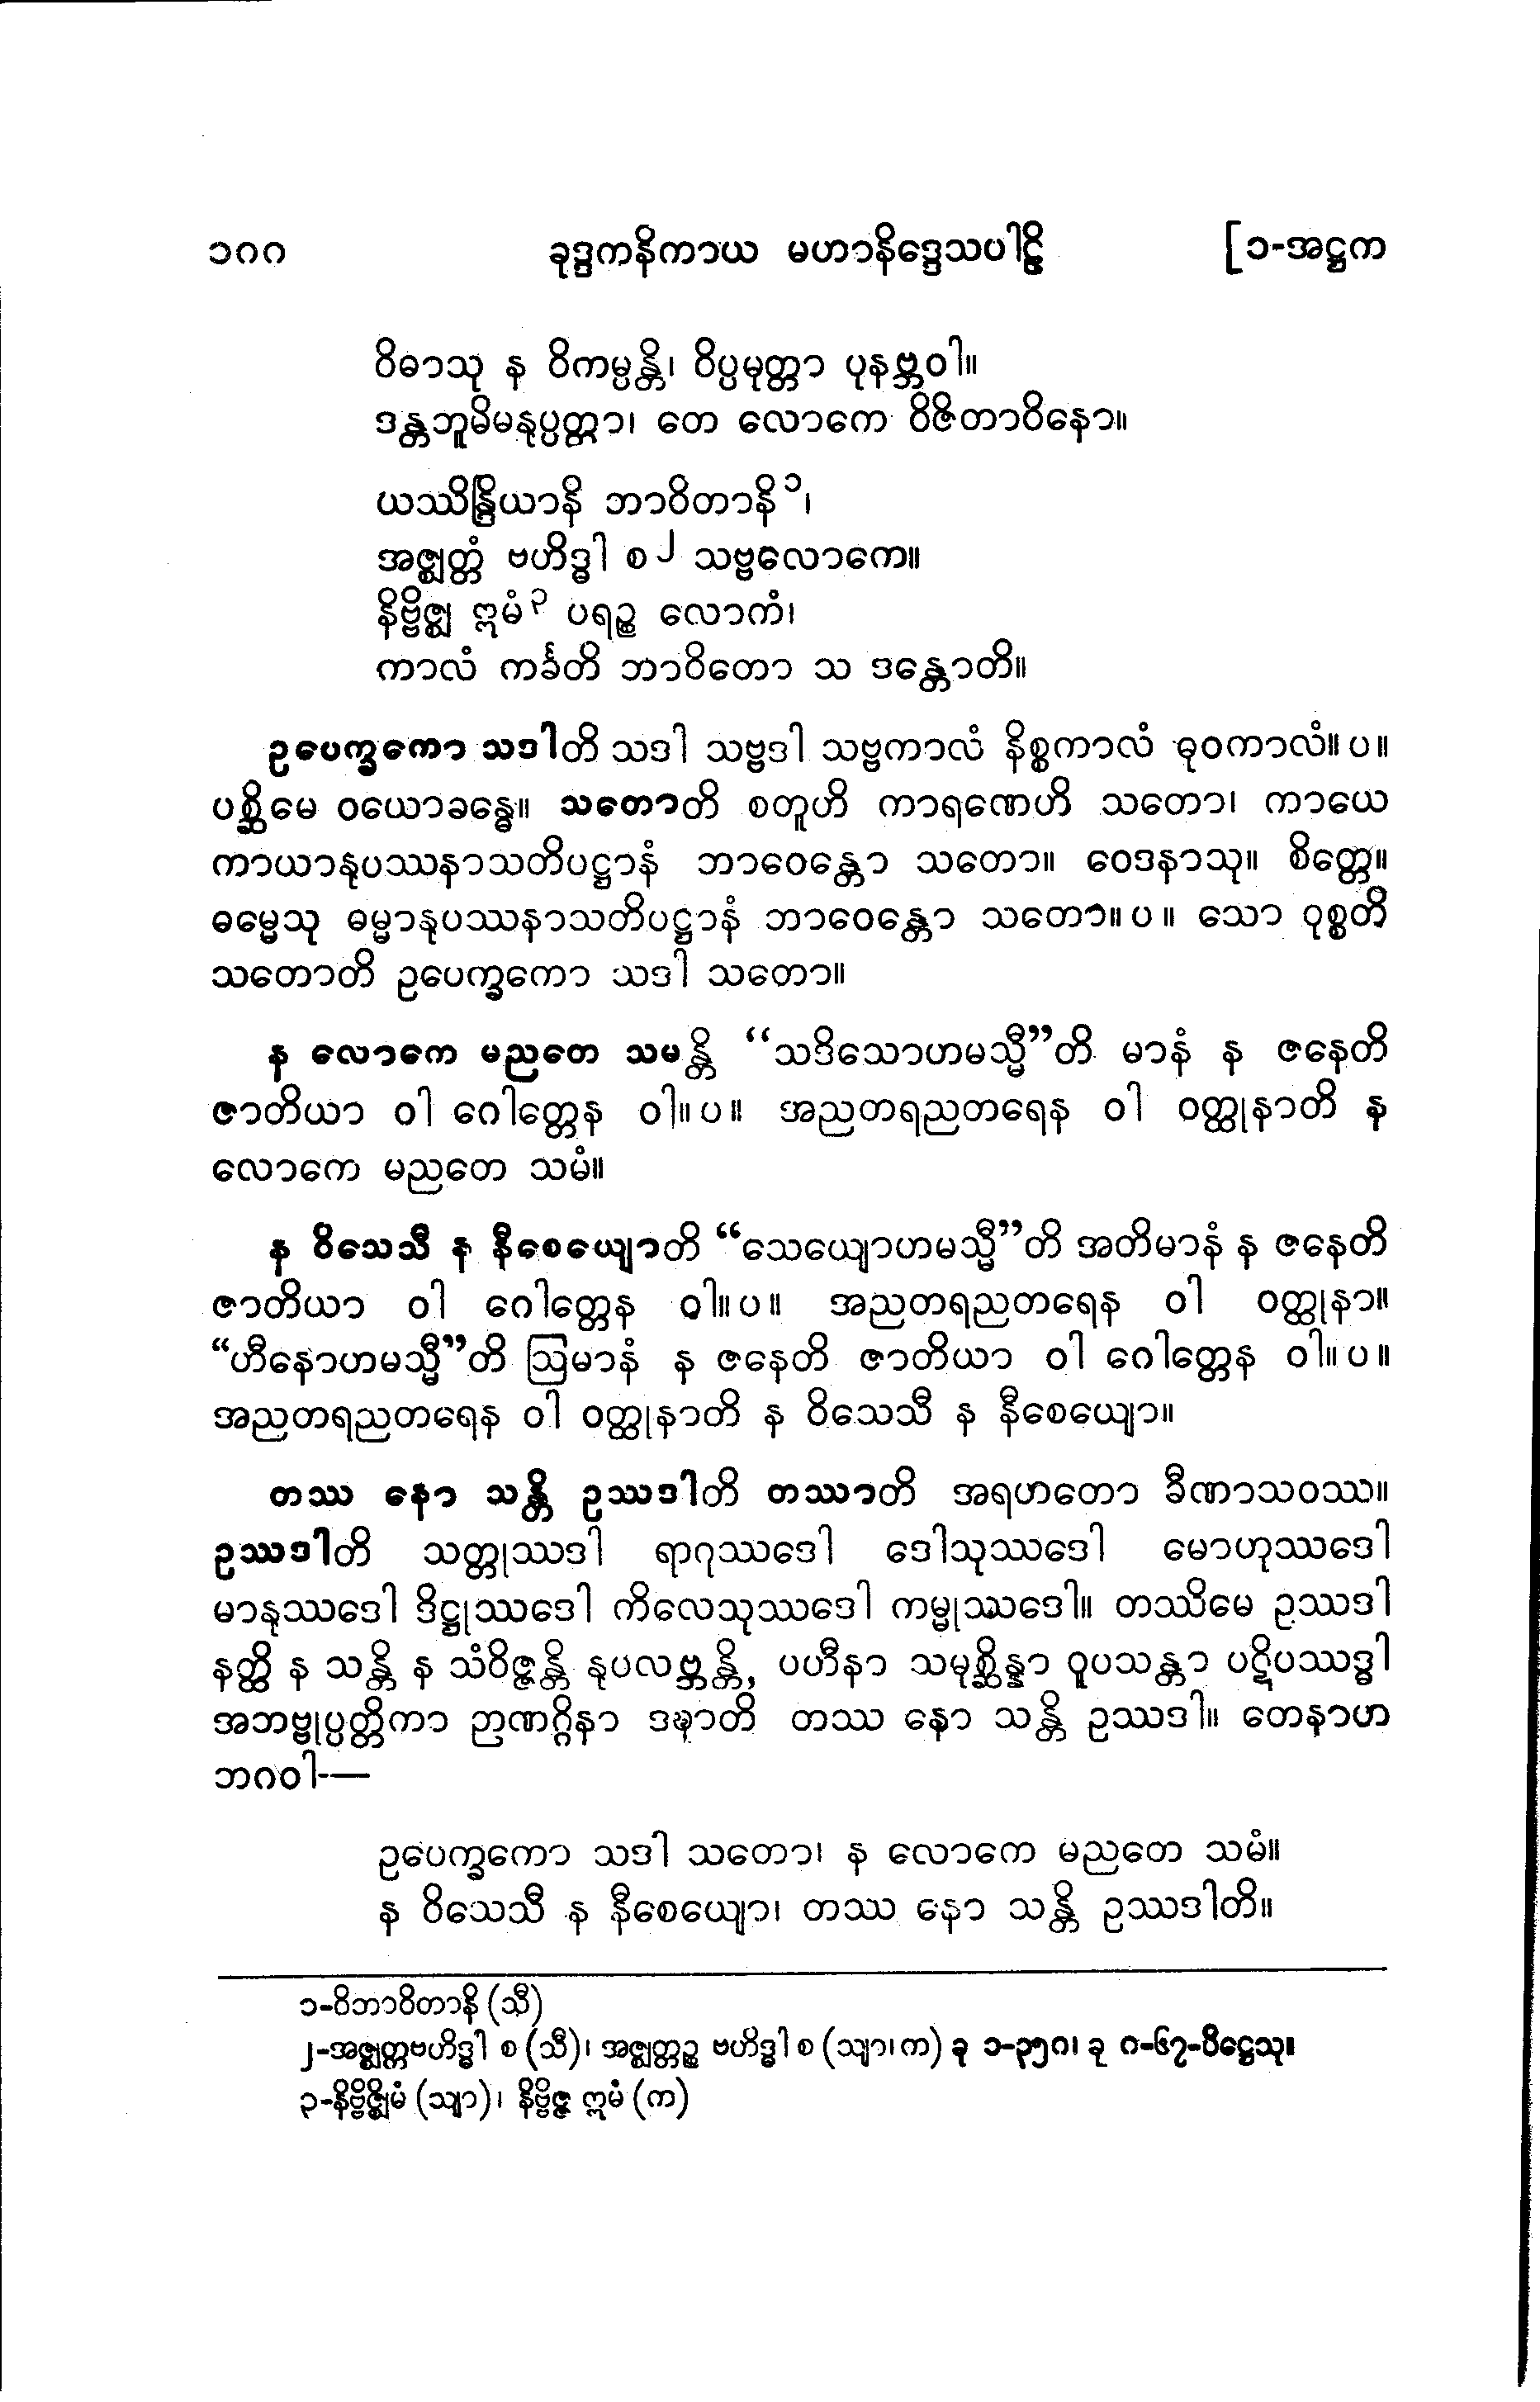 ၁၈၈ ခုဒ္ဒကနိကာယ မဟာနိဒ္ဒေသပါဠိ [၁-အဋ္ဌက
ဝိဓာသု န ဝိကမ္ပန္တိ၊ ဝိပ္ပမုတ္တာ ပုနဗ္ဘဝါ။
ဒန္တဘူမိမနုပ္ပတ္တာ၊ တေ လောကေ ဝိဇိတာဝိနော။
ယဿိန္ဒြိယာနိ ဘာဝိတာနိ၁၊
အဇ္ဈတ္တံ ဗဟိဒ္ဓါ စ၂ သဗ္ဗလောကေ။
နိဗ္ဗိဇ္ဈ ဣမံ၃ ပရဉ္စ လောကံ၊
ကာလံ ကင်္ခတိ ဘာဝိတော သ ဒန္တောတိ။
ဥပေက္ခကော သဒါတိ သဒါ သဗ္ဗဒါ သဗ္ဗကာလံ နိစ္စကာလံ ဓုဝကာလံ။ပ။
ပစ္ဆိမေ ဝယောခန္ဓေ။ သတောတိ စတူဟိ ကာရဏေဟိ သတော၊ ကာယေ
ကာယာနုပဿနာသတိပဋ္ဌာနံ ဘာဝေန္တော သတော။ ဝေဒနာသု။ စိတ္တေ။
ဓမ္မေသု ဓမ္မာနုပဿနာသတိပဋ္ဌာနံ ဘာဝေန္တော သတော။ပ။ သော ဝုစ္စတိ
သတောတိ ဥပေက္ခကော သဒါ သတော။
န လောကေ မညတေ သမန္တိ “သဒိသောဟမသ္မီ”တိ မာနံ န ဇနေတိ
ဇာတိယာ ဝါ ဂေါတ္တေန ဝါ။ပ။ အညတရညတရေန ဝါ ဝတ္ထုနာတိ န
လောကေ မညတေ သမံ။
န ဝိသေသီ န နီစေယျောတိ “သေယျောဟမသ္မီ”တိ အတိမာနံ န ဇနေတိ
ဇာတိယာ ဝါ ဂေါတ္တေန ဝါ။ပ။ အညတရညတရေန ဝါ ဝတ္ထုနာ။
“ဟီနောဟမသ္မီ”တိ ဩမာနံ န ဇနေတိ ဇာတိယာ ဝါ ဂေါတ္တေန ဝါ။ပ။
အညတရညတရေန ဝါ ဝတ္ထုနာတိ န ဝိသေသီ န နီစေယျော။
တဿ နော သန္တိ ဥဿဒါတိ တဿာတိ အရဟတော ခီဏာသဝဿ။
ဥဿဒါတိ သတ္တုဿဒါ ရာဂုဿဒေါ ဒေါသုဿဒေါ မောဟုဿဒေါ
မာနုဿဒေါ ဒိဋ္ဌုဿဒေါ ကိလေသုဿဒေါ ကမ္မုဿဒေါ။ တဿိမေ ဥဿဒါ
နတ္ထိ န သန္တိ န သံဝိဇ္ဇန္တိ နုပလဗ္ဘန္တိ, ပဟီနာ သမုစ္ဆိန္နာ ဝူပသန္တာ ပဋိပဿဒ္ဓါ
အဘဗ္ဗုပ္ပတ္တိကာ ဉာဏဂ္ဂိနာ ဒဍ္ဎာတိ တဿ နော သန္တိ ဥဿဒါ။ တေနာဟ
ဘဂဝါ-—
ဥပေက္ခကော သဒါ သတော၊ န လောကေ မညတေ သမံ။
န ဝိသေသီ န နီစေယျော၊ တဿ နော သန္တိ ဥဿဒါတိ။
၁-ဝိဘာဝိတာနိ (သီ)
၂-အဇ္ဈတ္တဗဟိဒ္ဓါ စ (သီ)၊ အဇ္ဈတ္တဉ္စ ဗဟိဒ္ဓါ စ (သျာ၊က) ခု ၁-၃၅၈၊ ခု ၈-၆၇-ပိဋ္ဌေသု။
၃-နိဗ္ဗိဇ္ဈိမံ (သျာ)၊ နိဗ္ဗိဇ္ဇ ဣမံ (က)